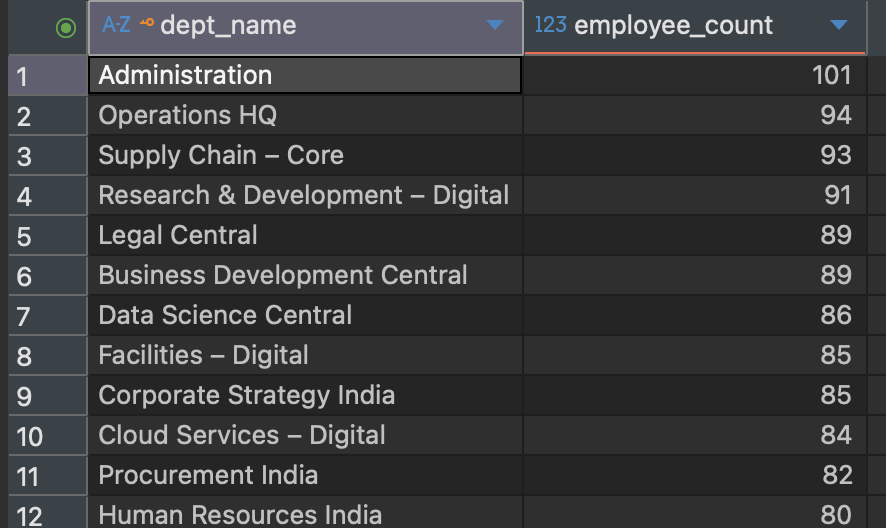 A-Z dept_name 123 employee_count
1 Administration 101
2 Operations HQ 94
3 Supply Chain – Core 93
4 Research & Development – Digital 91
5 Legal Central 89
6 Business Development Central 89
7 Data Science Central 86
8 Facilities – Digital 85
9 Corporate Strategy India 85
10 Cloud Services – Digital 84
11 Procurement India 82
12 Human Resources India 80